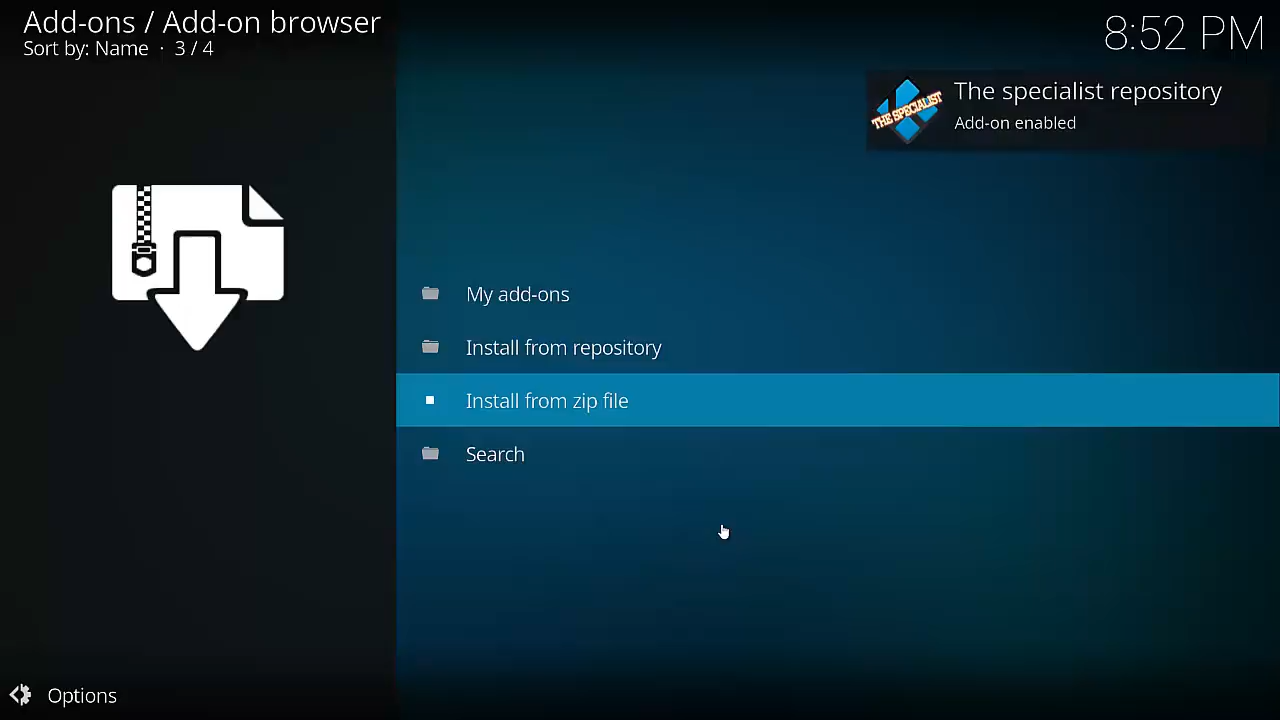 Add-ons / Add-on browser
Sort by: Name · 3 / 4
8:52 PM
THE SPECIALIST
The specialist repository
Add-on enabled
My add-ons
Install from repository
Install from zip file
Search
Options